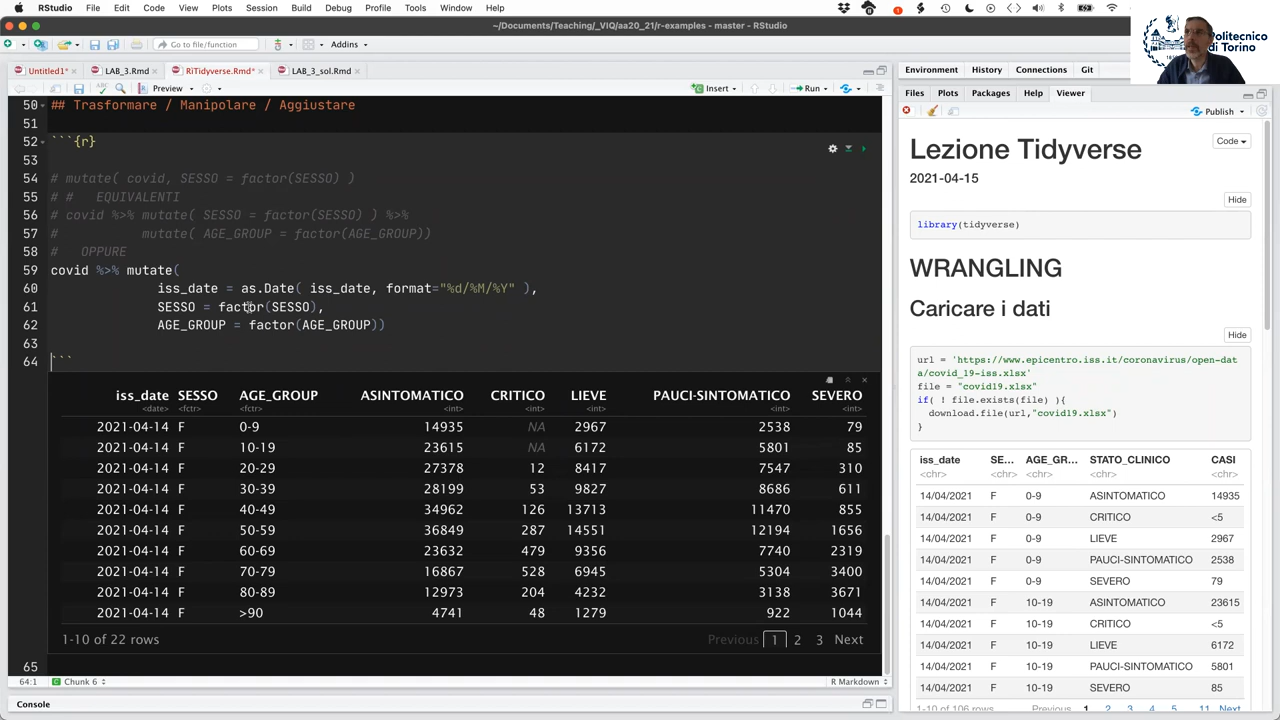 RStudio File Edit Code View Plots Session Build Debug Profile Tools Window Help
~/Documents/Teaching/_VIQ/aa20_21/r-examples - master - RStudio
Go to file/function Addins
Politecnico
di Torino
Untitled1* LAB_3.Rmd RiTidyverse.Rmd* LAB_3_sol.Rmd
Preview Insert Run
50 ## Trasformare / Manipolare / Aggiustare
51
52 ```{r}
53
54 # mutate( covid, SESSO = factor(SESSO) )
55 # # EQUIVALENTI
56 # covid %>% mutate( SESSO = factor(SESSO) ) %>%
57 # mutate( AGE_GROUP = factor(AGE_GROUP))
58 # OPPURE
59 covid %>% mutate(
60 iss_date = as.Date( iss_date, format="%d/%M/%Y" ),
61 SESSO = factor(SESSO),
62 AGE_GROUP = factor(AGE_GROUP))
63
64 ```
iss_date SESSO AGE_GROUP ASINTOMATICO CRITICO LIEVE PAUCI-SINTOMATICO SEVERO
<date> <fctr> <fctr> <int> <int> <int> <int> <int>
2021-04-14 F 0-9 14935 NA 2967 2538 79
2021-04-14 F 10-19 23615 NA 6172 5801 85
2021-04-14 F 20-29 27378 12 8417 7547 310
2021-04-14 F 30-39 28199 53 9827 8686 611
2021-04-14 F 40-49 34962 126 13713 11470 855
2021-04-14 F 50-59 36849 287 14551 12194 1656
2021-04-14 F 60-69 23632 479 9356 7740 2319
2021-04-14 F 70-79 16867 528 6945 5304 3400
2021-04-14 F 80-89 12973 204 4232 3138 3671
2021-04-14 F >90 4741 48 1279 922 1044
1-10 of 22 rows Previous 1 2 3 Next
65
64:1 Chunk 6 R Markdown
Console
Environment History Connections Git
Files Plots Packages Help Viewer
Publish
Code
Lezione Tidyverse
2021-04-15
Hide
library(tidyverse)
WRANGLING
Caricare i dati
Hide
url = 'https://www.epicentro.iss.it/coronavirus/open-dat
a/covid_19-iss.xlsx'
file = "covid19.xlsx"
if( ! file.exists(file) ){
download.file(url,"covid19.xlsx")
}
iss_date SE... AGE_GR... STATO_CLINICO CASI
<chr> <chr> <chr> <chr> <chr>
14/04/2021 F 0-9 ASINTOMATICO 14935
14/04/2021 F 0-9 CRITICO <5
14/04/2021 F 0-9 LIEVE 2967
14/04/2021 F 0-9 PAUCI-SINTOMATICO 2538
14/04/2021 F 0-9 SEVERO 79
14/04/2021 F 10-19 ASINTOMATICO 23615
14/04/2021 F 10-19 CRITICO <5
14/04/2021 F 10-19 LIEVE 6172
14/04/2021 F 10-19 PAUCI-SINTOMATICO 5801
14/04/2021 F 10-19 SEVERO 85
1-10 of 106 rows Previous 1 2 3 4 5 ... 11 Next